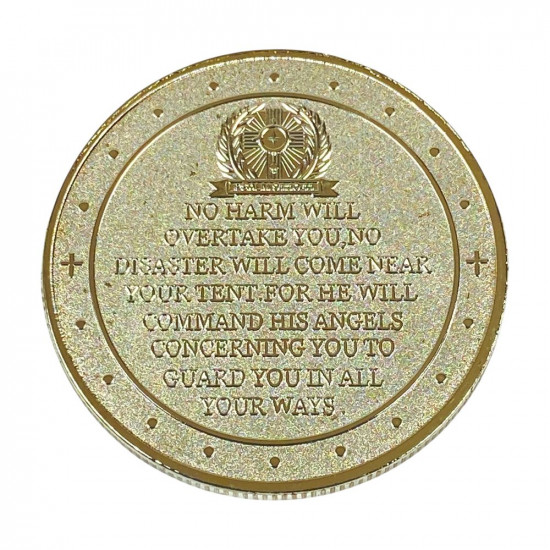 NO HARM WILL
OVERTAKE YOU,NO
DISASTER WILL COME NEAR
YOUR TENT.FOR HE WILL
COMMAND HIS ANGELS
CONCERNING YOU TO
GUARD YOU IN ALL
YOUR WAYS.